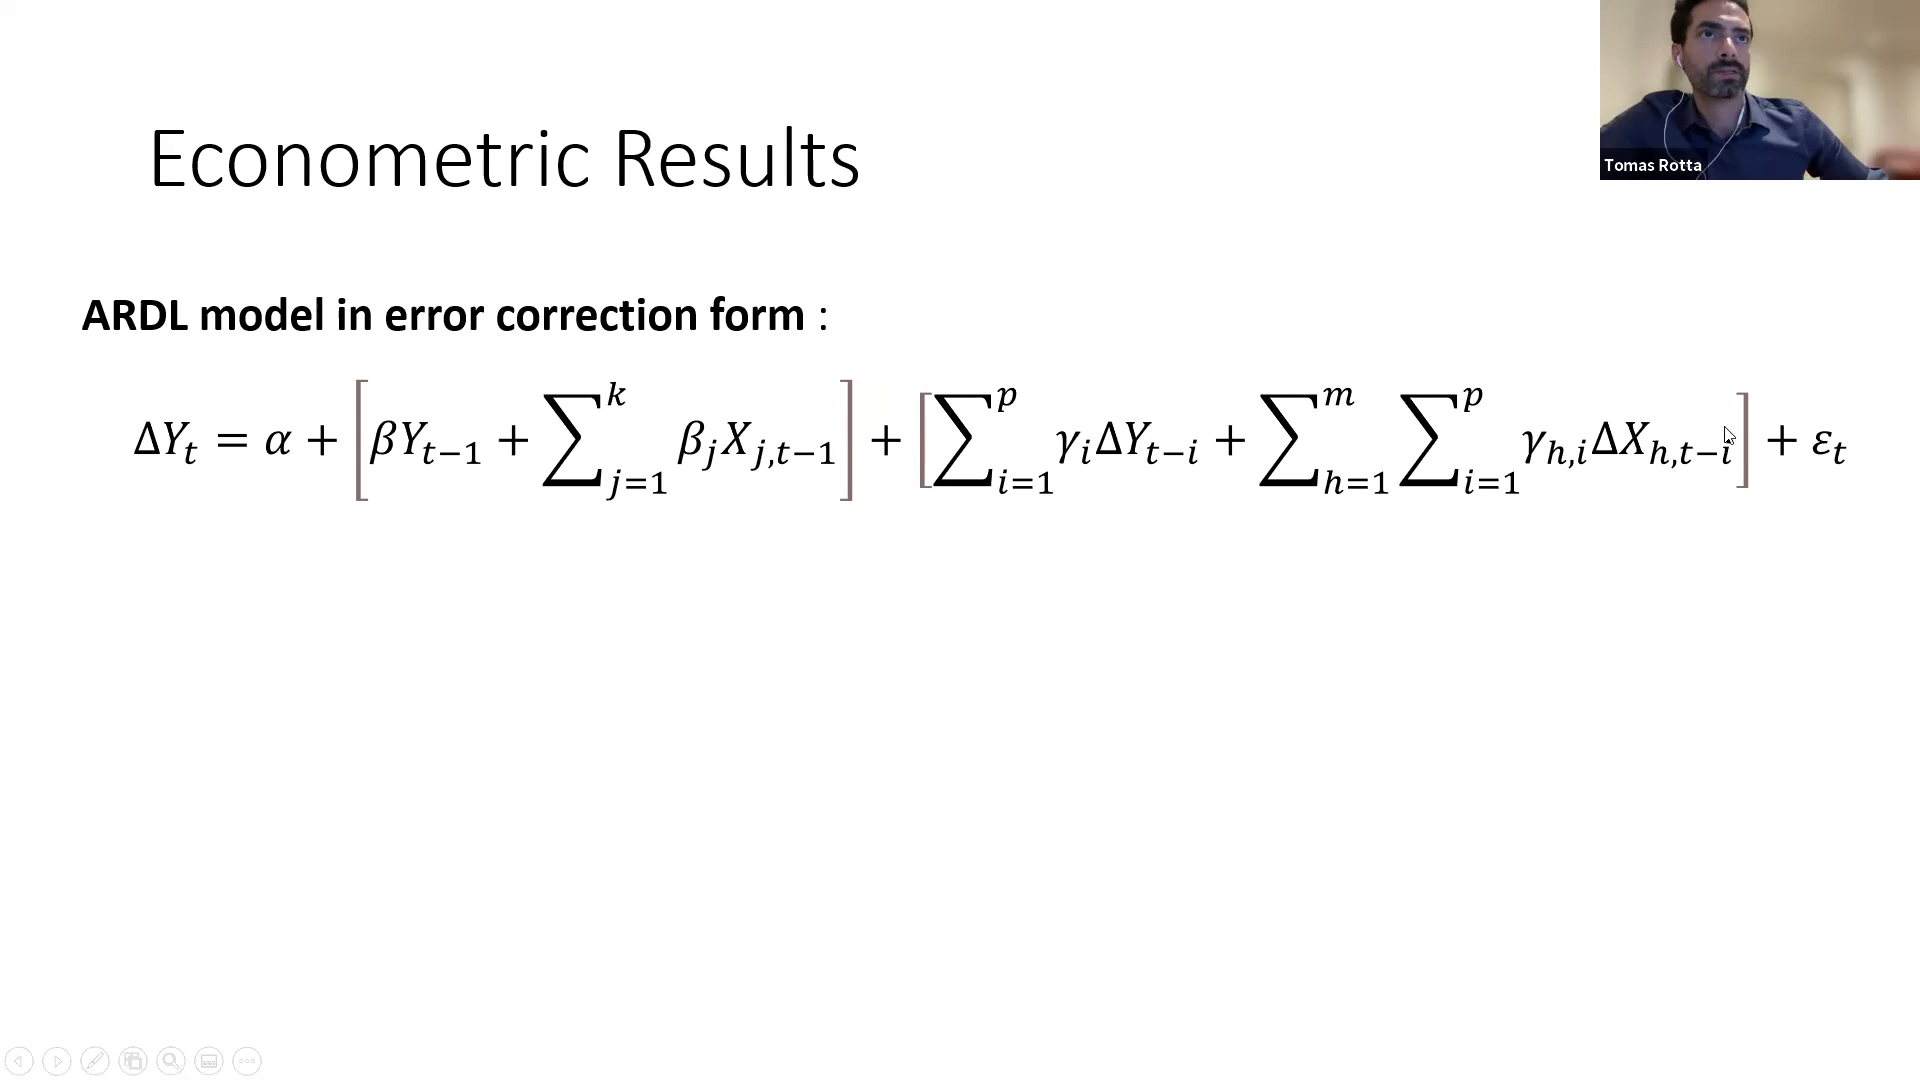 Tomas Rotta
Econometric Results
ARDL model in error correction form :
ΔY_t = α + [βY_{t−1} + ∑_{j=1}^{k} β_j X_{j,t−1}] + [∑_{i=1}^{p} γ_i ΔY_{t−i} + ∑_{h=1}^{m} ∑_{i=1}^{p} γ_{h,i} ΔX_{h,t−i}] + ε_t